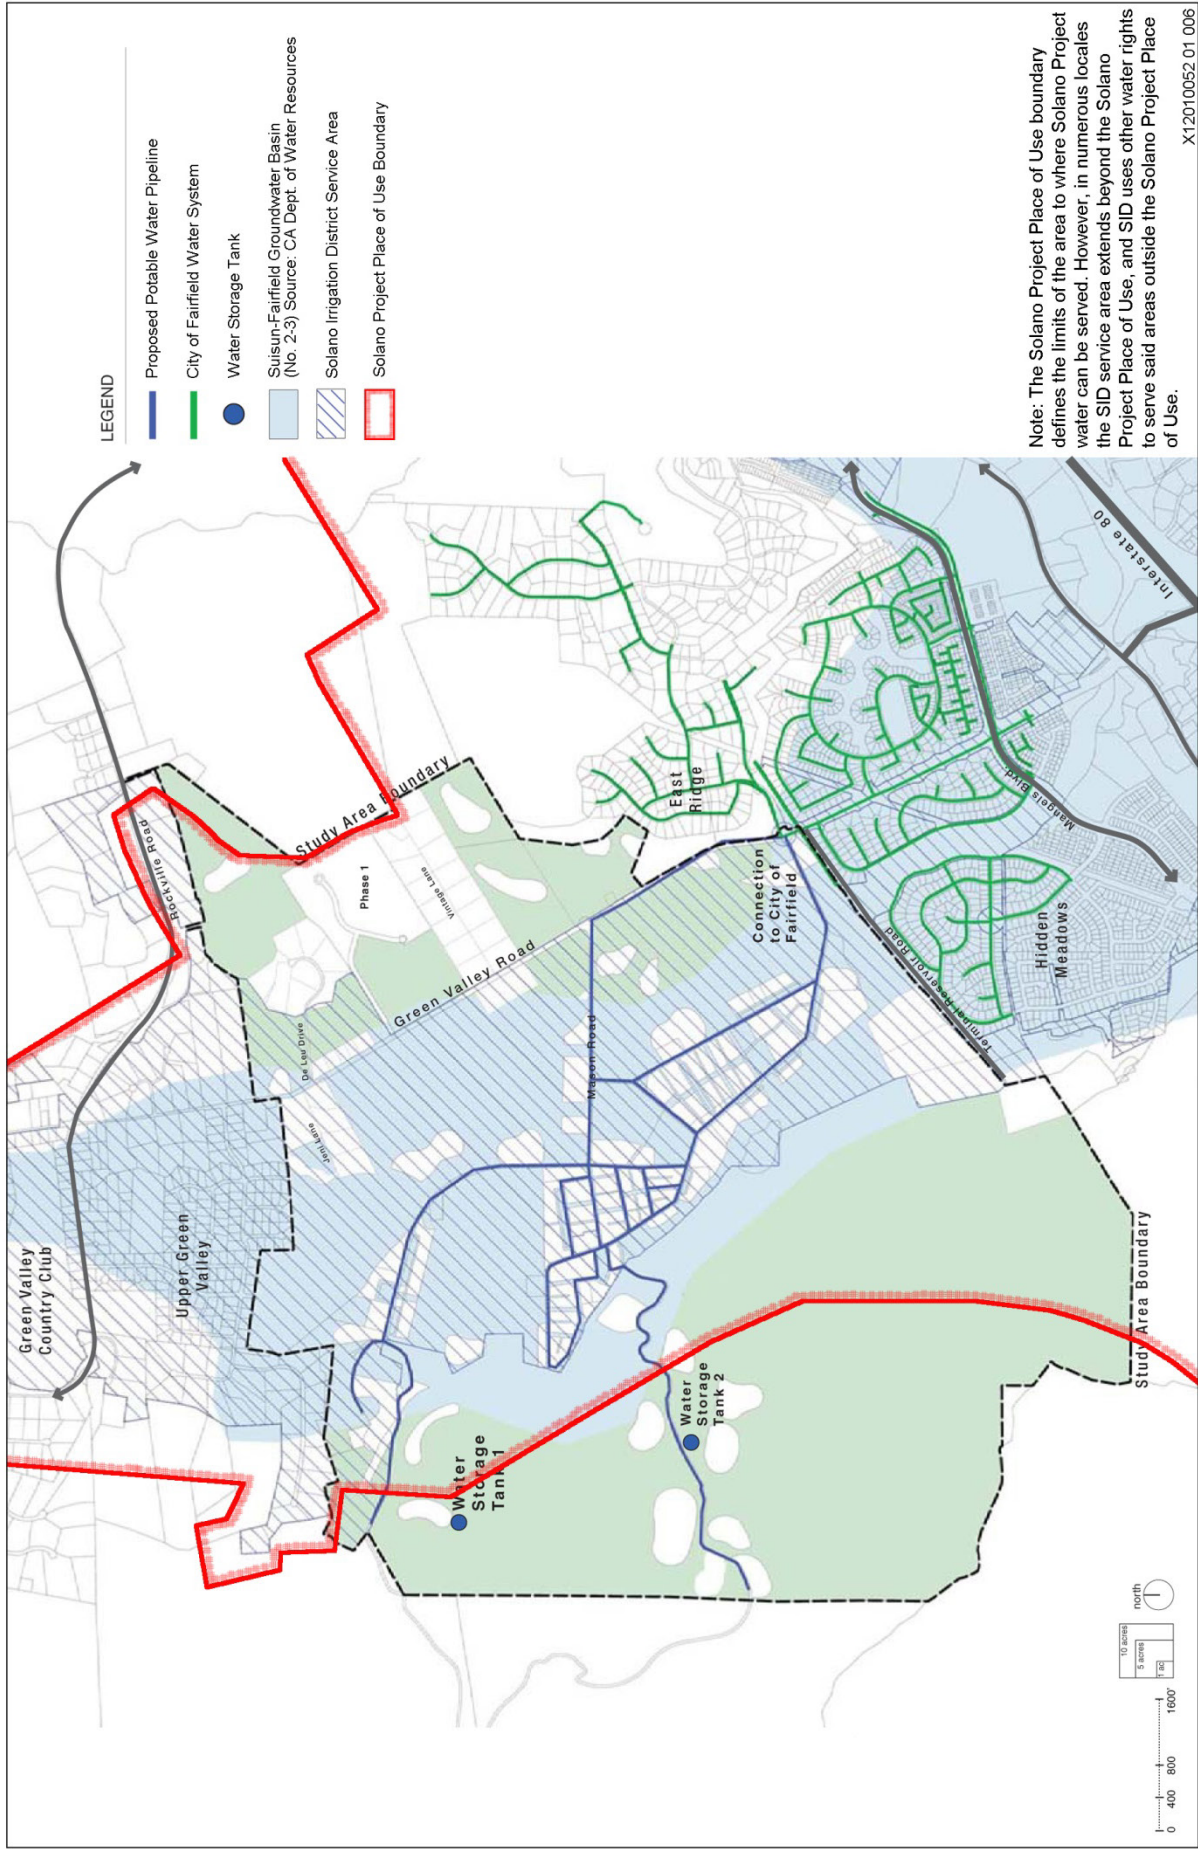 LEGEND
Proposed Potable Water Pipeline
City of Fairfield Water System
Water Storage Tank
Suisun-Fairfield Groundwater Basin
(No. 2-3) Source: CA Dept. of Water Resources
Solano Irrigation District Service Area
Solano Project Place of Use Boundary
Green Valley
Country Club
Upper Green
Valley
Rockville Road
Study Area Boundary
Phase 1
Vintage Lane
De Leu Drive
Jeni Lane
Green Valley Road
Mason Road
East
Ridge
Connection
to City of
Fairfield
Water
Storage
Tank 1
Water
Storage
Tank 2
Terminal Reservoir Road
Hidden
Meadows
Mangels Blvd.
Interstate 80
Study Area Boundary
Note: The Solano Project Place of Use boundary
defines the limits of the area to where Solano Project
water can be served. However, in numerous locales
the SID service area extends beyond the Solano
Project Place of Use, and SID uses other water rights
to serve said areas outside the Solano Project Place
of Use.
X12010052 01 006
0 400 800 1600'
10 acres
5 acres
1 ac
north